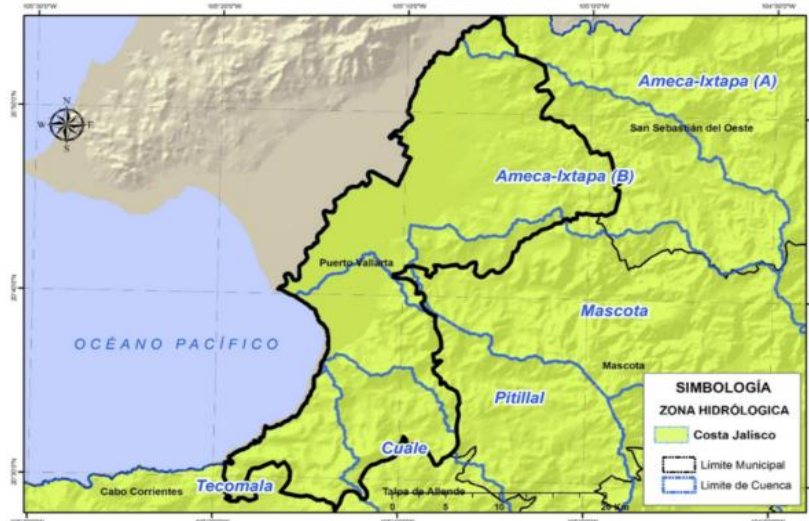 N
W E
S
Ameca-Ixtapa (A)
San Sebastián del Oeste
Ameca-Ixtapa (B)
Puerto Vallarta
Mascota
OCÉANO PACÍFICO
Mascota
Pitillal
Cuale
Tecomala
Cabo Corrientes
Talpa de Allende
0 5 10 20 Km
SIMBOLOGÍA
ZONA HIDRÓLOGICA
Costa Jalisco
Límite Municipal
Límite de Cuenca